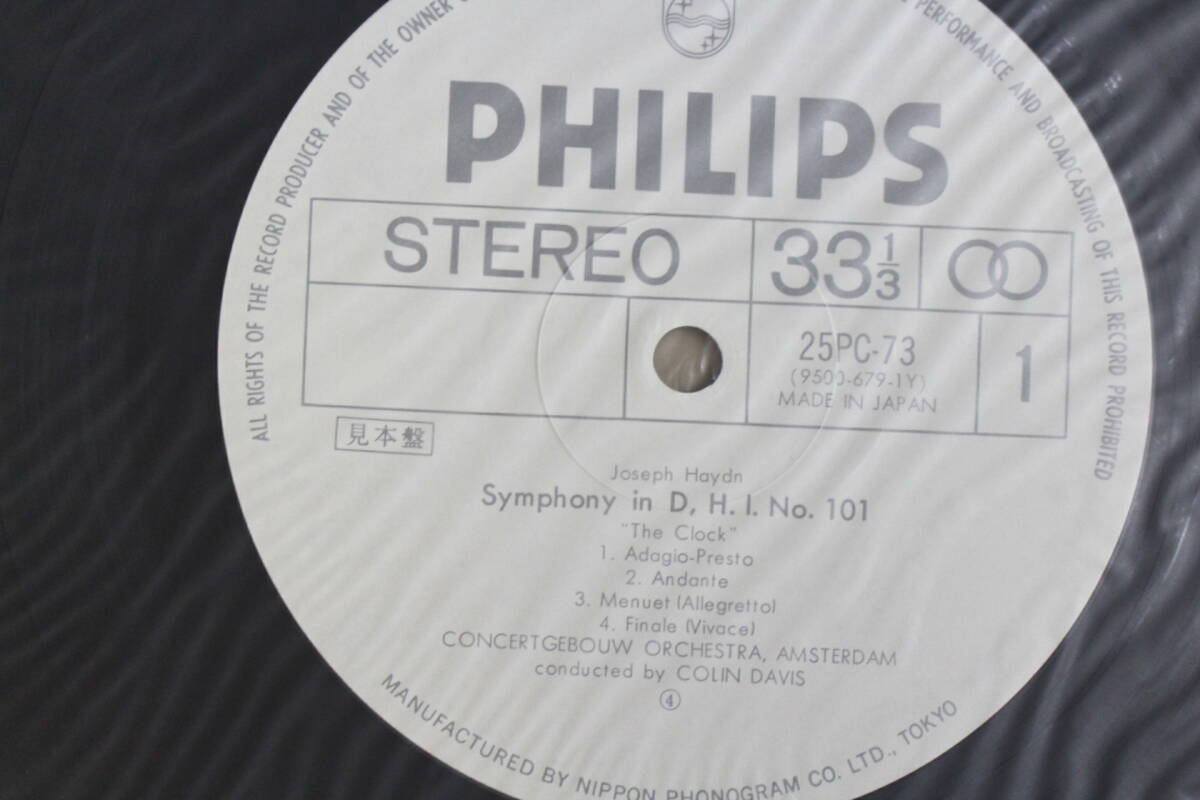 ALL RIGHTS OF THE RECORD PRODUCER AND OF THE OWNER
PERFORMANCE AND BROADCASTING OF THIS RECORD PROHIBITED
PHILIPS
STEREO
33 1/3
25PC-73
(9500-679-1Y)
MADE IN JAPAN
1
見本盤
Joseph Haydn
Symphony in D, H. I. No. 101
"The Clock"
1. Adagio-Presto
2. Andante
3. Menuet (Allegretto)
4. Finale (Vivace)
CONCERTGEBOUW ORCHESTRA, AMSTERDAM
conducted by COLIN DAVIS
④
MANUFACTURED BY NIPPON PHONOGRAM CO. LTD., TOKYO